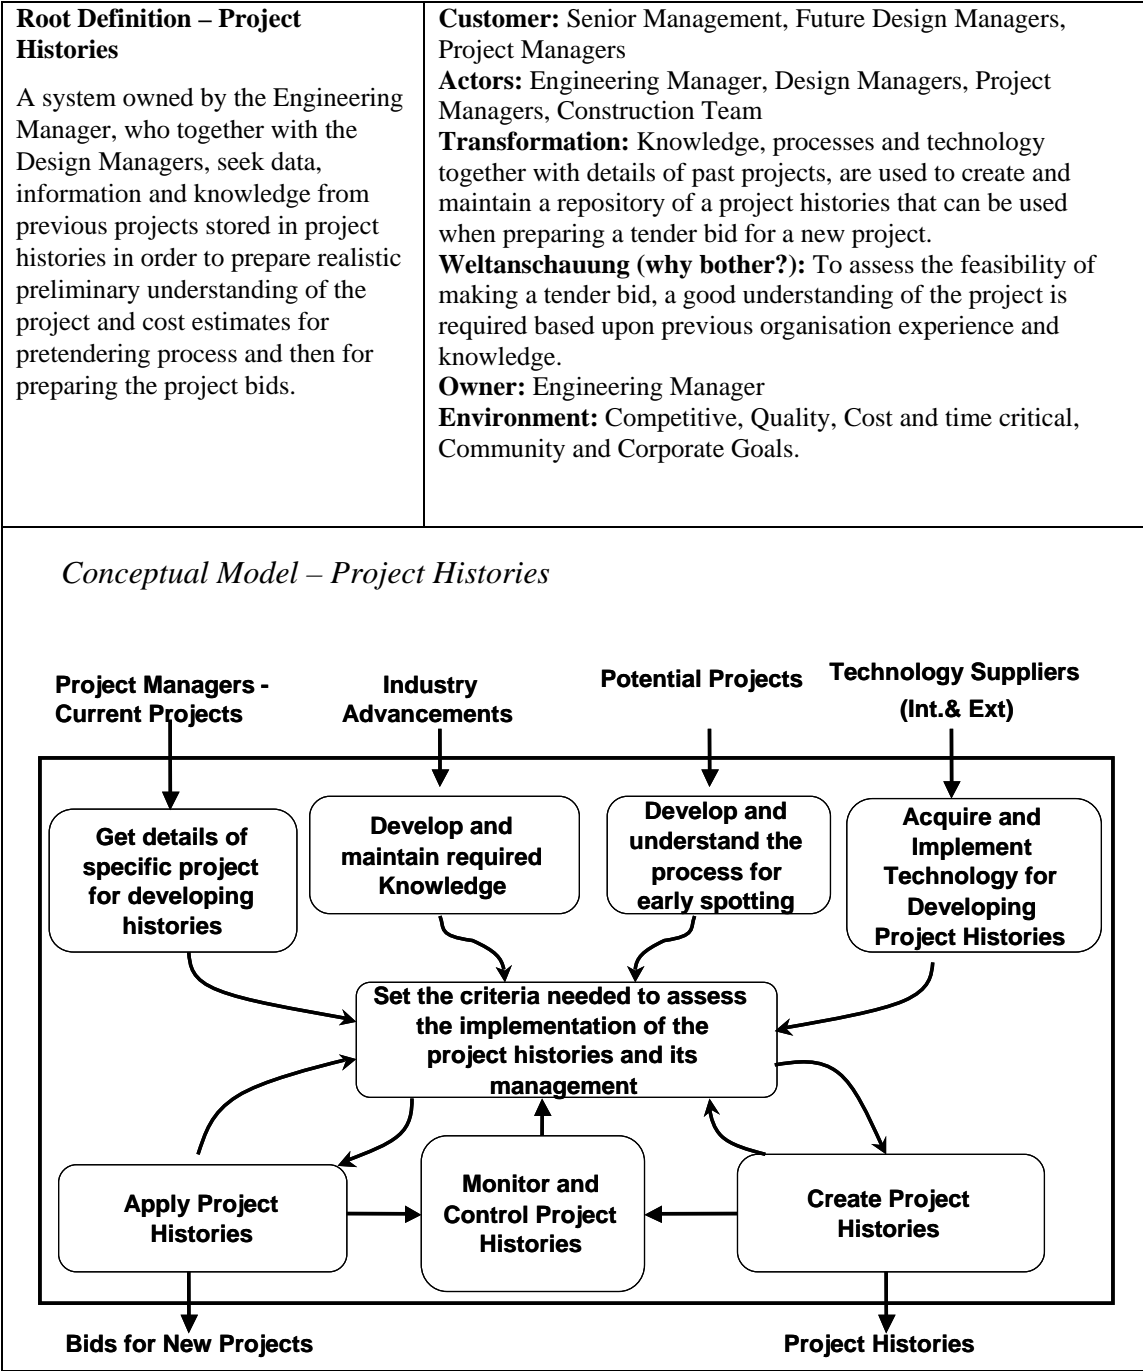 Root Definition – Project
Histories
A system owned by the Engineering
Manager, who together with the
Design Managers, seek data,
information and knowledge from
previous projects stored in project
histories in order to prepare realistic
preliminary understanding of the
project and cost estimates for
pretendering process and then for
preparing the project bids.
Customer: Senior Management, Future Design Managers,
Project Managers
Actors: Engineering Manager, Design Managers, Project
Managers, Construction Team
Transformation: Knowledge, processes and technology
together with details of past projects, are used to create and
maintain a repository of a project histories that can be used
when preparing a tender bid for a new project.
Weltanschauung (why bother?): To assess the feasibility of
making a tender bid, a good understanding of the project is
required based upon previous organisation experience and
knowledge.
Owner: Engineering Manager
Environment: Competitive, Quality, Cost and time critical,
Community and Corporate Goals.
Conceptual Model – Project Histories
Project Managers -
Current Projects
Industry
Advancements
Potential Projects
Technology Suppliers
(Int.& Ext)
Get details of
specific project
for developing
histories
Develop and
maintain required
Knowledge
Develop and
understand the
process for
early spotting
Acquire and
Implement
Technology for
Developing
Project Histories
Set the criteria needed to assess
the implementation of the
project histories and its
management
Apply Project
Histories
Monitor and
Control Project
Histories
Create Project
Histories
Bids for New Projects
Project Histories